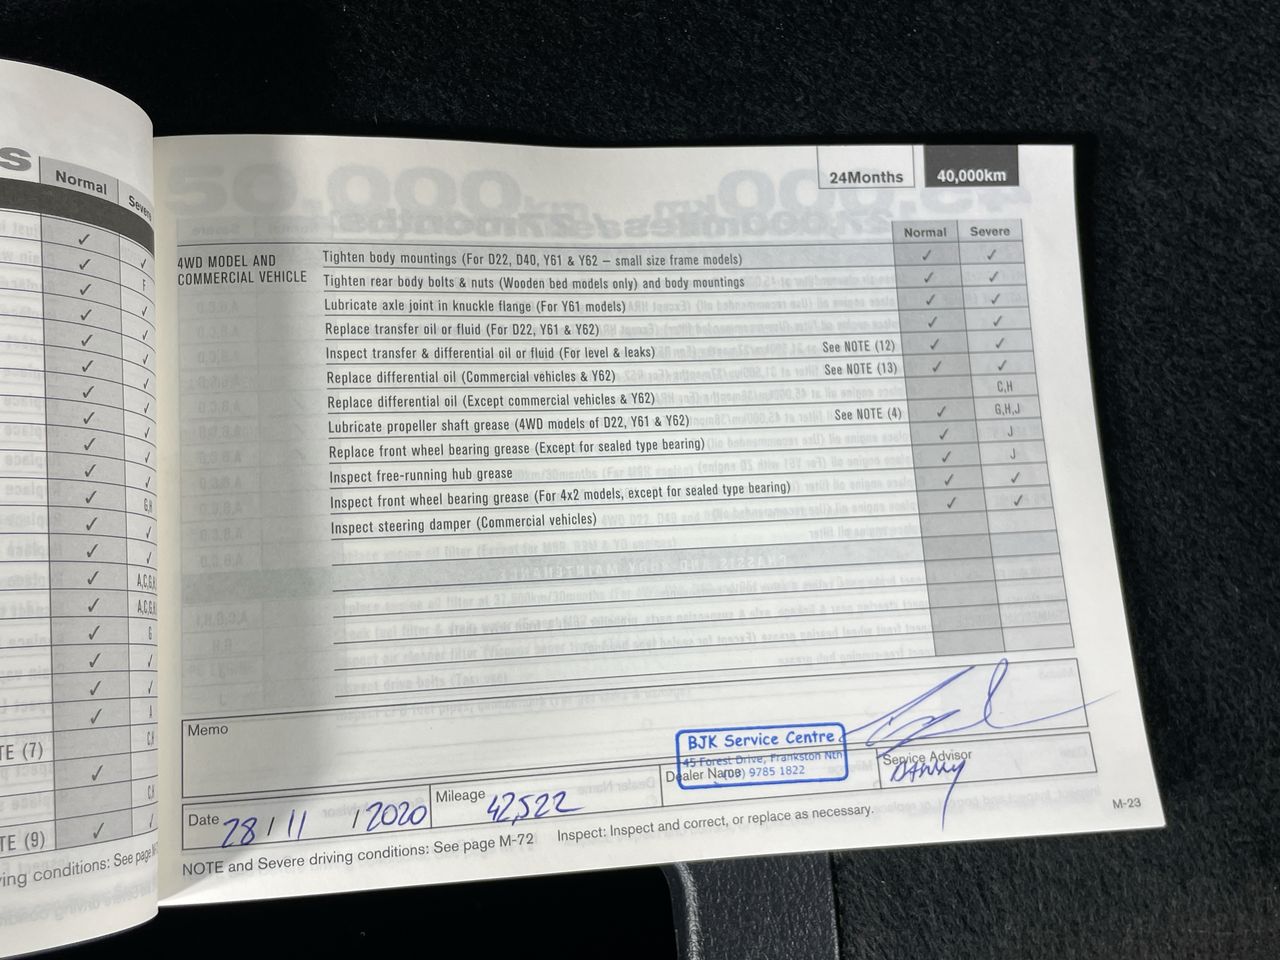 S
Normal
Severe
✓
✓ ✓
✓ F
✓ ✓
✓ ✓
✓ ✓
✓ ✓
✓ ✓
✓ ✓
✓ ✓
✓ G,H
✓ ✓
✓ ✓
✓ A,C,G,H
✓ A,C,G,H
✓ G
✓ ✓
✓ ✓
✓ A
TE (7) C,H
✓
C,H
TE (9) ✓ ✓
ving conditions: See page M-7
24Months 40,000km
Normal Severe
4WD MODEL AND
COMMERCIAL VEHICLE
Tighten body mountings (For D22, D40, Y61 & Y62 – small size frame models) ✓ ✓
Tighten rear body bolts & nuts (Wooden bed models only) and body mountings ✓ ✓
Lubricate axle joint in knuckle flange (For Y61 models) ✓ ✓
Replace transfer oil or fluid (For D22, Y61 & Y62) ✓ ✓
Inspect transfer & differential oil or fluid (For level & leaks) See NOTE (12) ✓ ✓
Replace differential oil (Commercial vehicles & Y62) See NOTE (13) ✓ ✓
Replace differential oil (Except commercial vehicles & Y62) C,H
Lubricate propeller shaft grease (4WD models of D22, Y61 & Y62) See NOTE (4) ✓ G,H,J
Replace front wheel bearing grease (Except for sealed type bearing) ✓ J
Inspect free-running hub grease ✓ J
Inspect front wheel bearing grease (For 4x2 models, except for sealed type bearing) ✓ ✓
Inspect steering damper (Commercial vehicles) ✓ ✓
Memo
BJK Service Centre
45 Forest Drive, Frankston Nth
(03) 9785 1822
Date 28 / 11 / 2020
Mileage 42,522
Dealer Name
Service Advisor
Danny
NOTE and Severe driving conditions: See page M-72 Inspect: Inspect and correct, or replace as necessary.
M-23